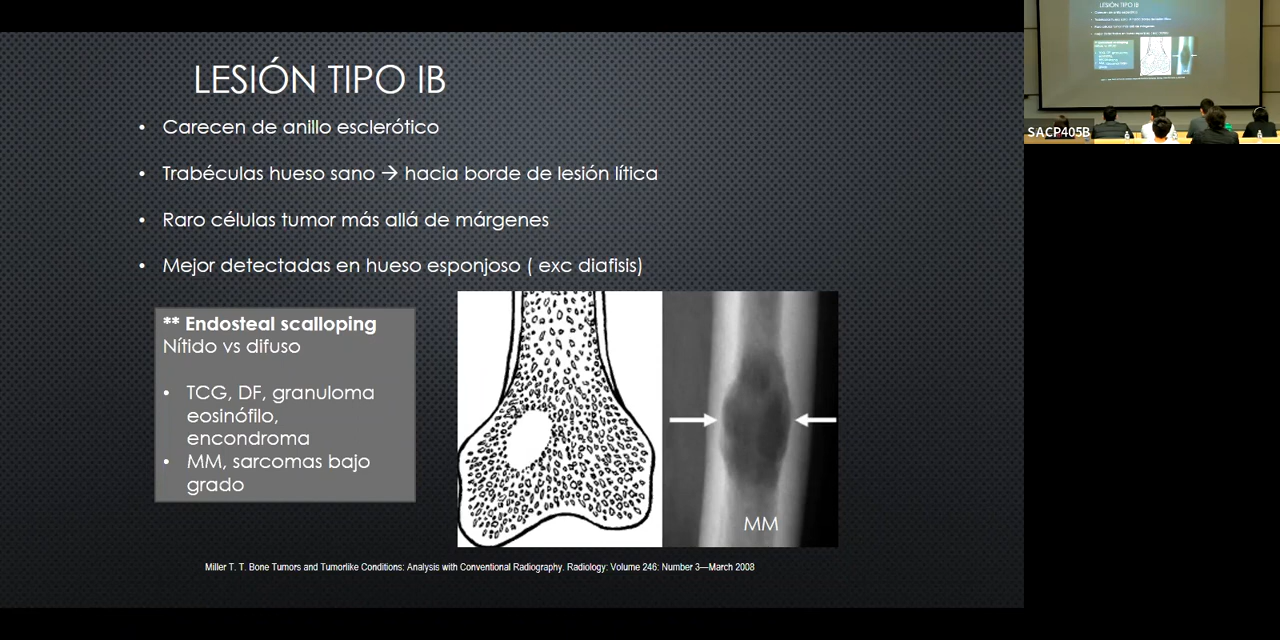 LESIÓN TIPO IB
• Carecen de anillo esclerótico
• Trabéculas hueso sano → hacia borde de lesión lítica
• Raro células tumor más allá de márgenes
• Mejor detectadas en hueso esponjoso ( exc diafisis)
** Endosteal scalloping
Nítido vs difuso
• TCG, DF, granuloma
eosinófilo,
encondroma
• MM, sarcomas bajo
grado
MM
Miller T. T. Bone Tumors and Tumorlike Conditions: Analysis with Conventional Radiography. Radiology: Volume 246: Number 3—March 2008
LESIÓN TIPO IB
SACP405B